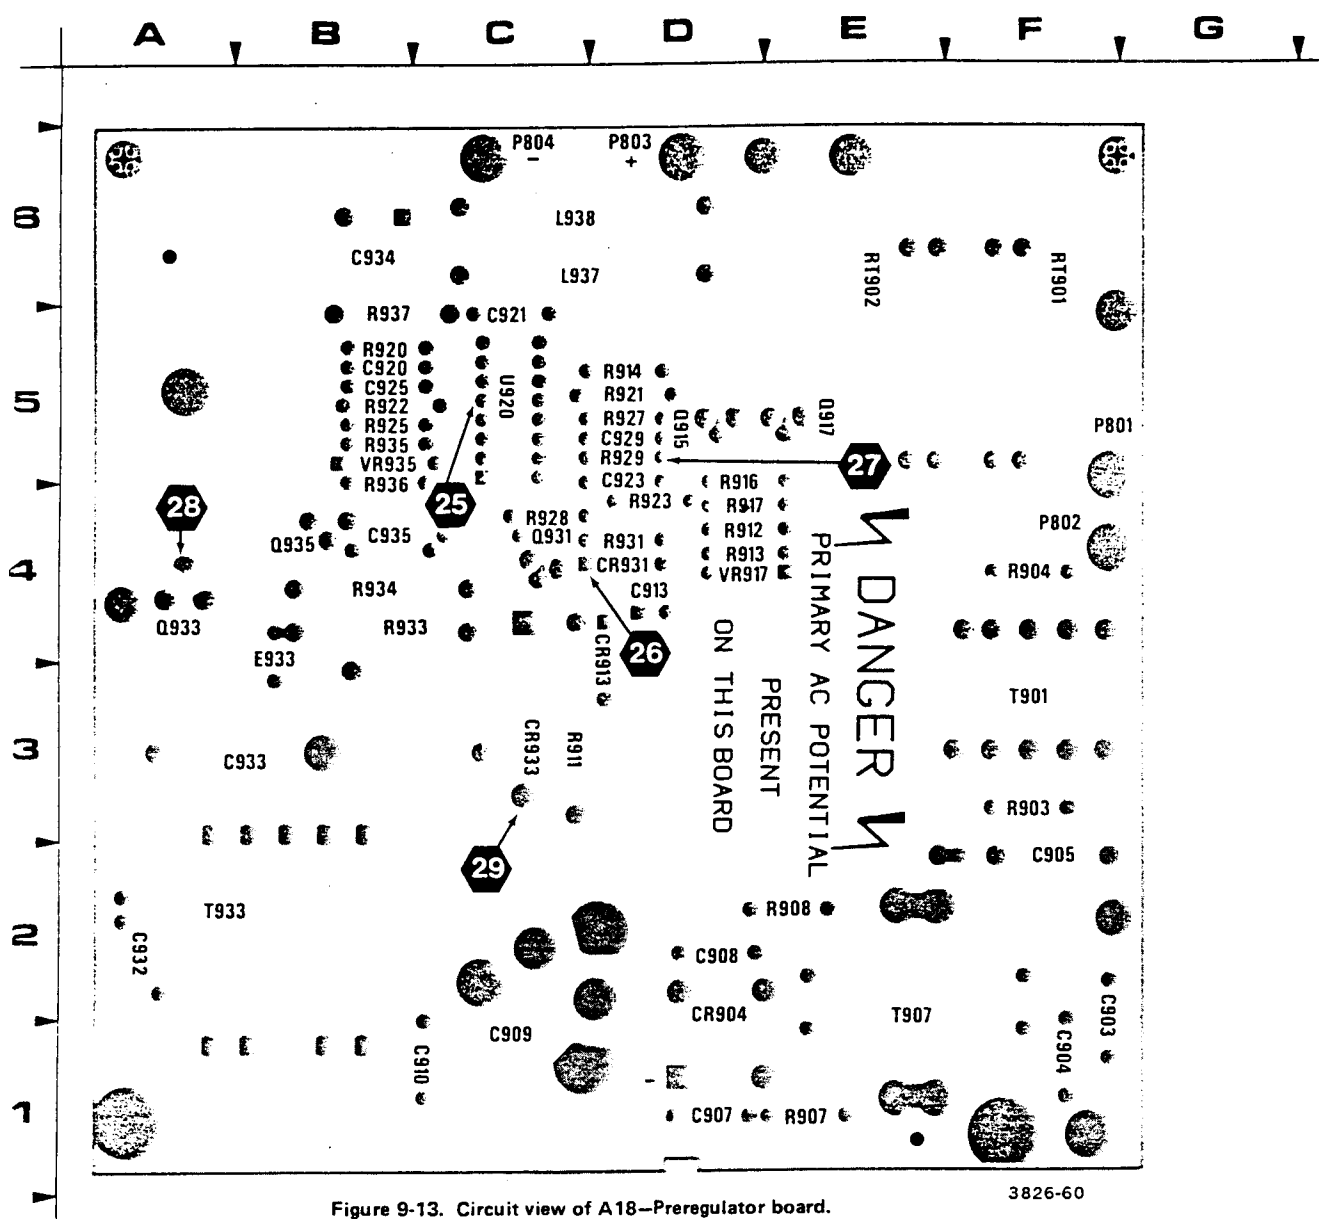 A B C D E F G
P804 P803
- +
6
L938
C934
L937
RT902
RT901
R937
C921
R920
C920
C925
R922
R925
R935
VR935
R936
5
U920
R914
R921
R927
C929
R929
C923
Q915
Q917
P801
27
25
28
R916
R923
R917
R928
R912
P802
Q935
C935
Q931
R931
R913
CR931
VR917
R904
4
R934
C913
Q933
R933
CR913
26
E933
DANGER
PRIMARY AC POTENTIAL
PRESENT
ON THIS BOARD
T901
3
C933
CR933
R911
R903
29
C905
T933
R908
2
C932
C908
CR904
T907
C909
C903
C904
C910
-
1
C907
R907
3826-60
Figure 9-13. Circuit view of A18—Preregulator board.